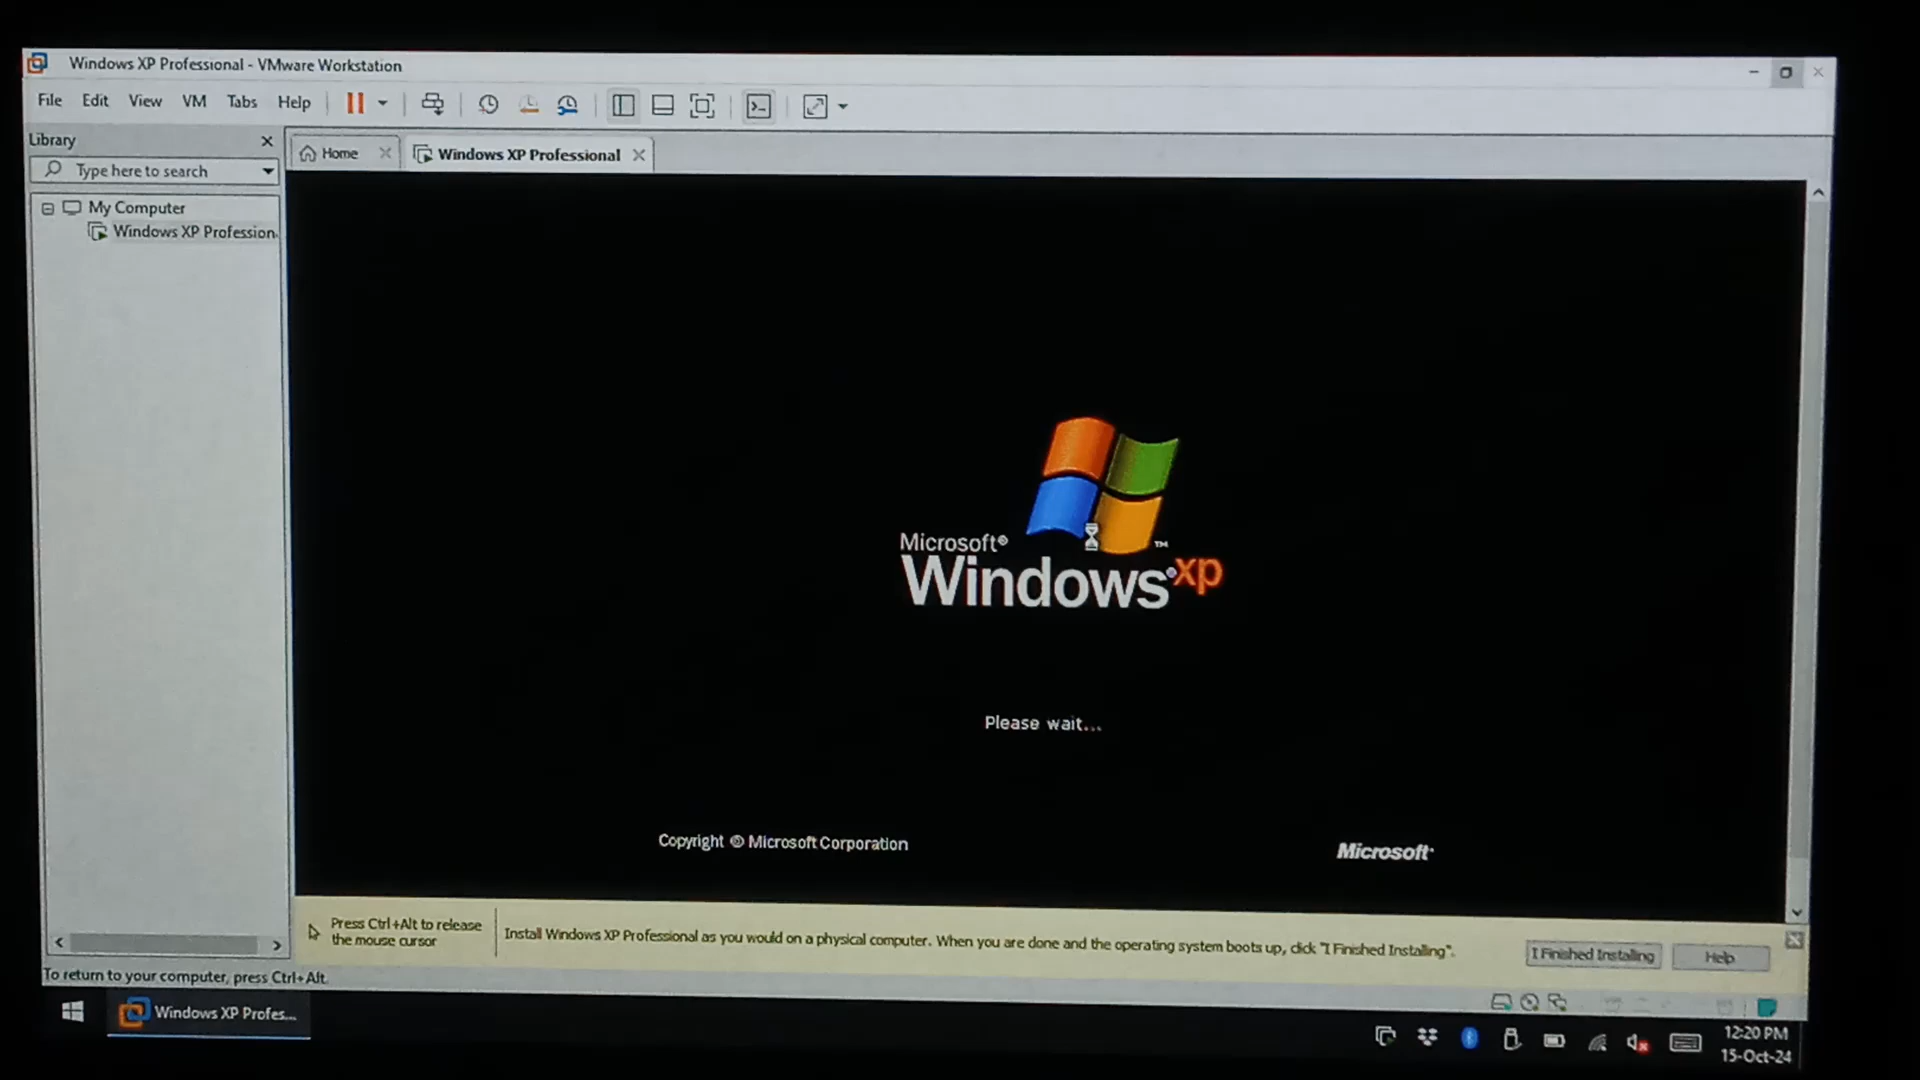 Windows XP Professional - VMware Workstation
File Edit View VM Tabs Help
Library
Type here to search
Home
Windows XP Professional
My Computer
Windows XP Profession
Microsoft®
Windows®xp
TM
Please wait...
Copyright © Microsoft Corporation
Microsoft®
Press Ctrl+Alt to release
the mouse cursor
Install Windows XP Professional as you would on a physical computer. When you are done and the operating system boots up, click "I Finished Installing".
I Finished Installing
Help
To return to your computer, press Ctrl+Alt.
Windows XP Profes...
12:20 PM
15-Oct-24